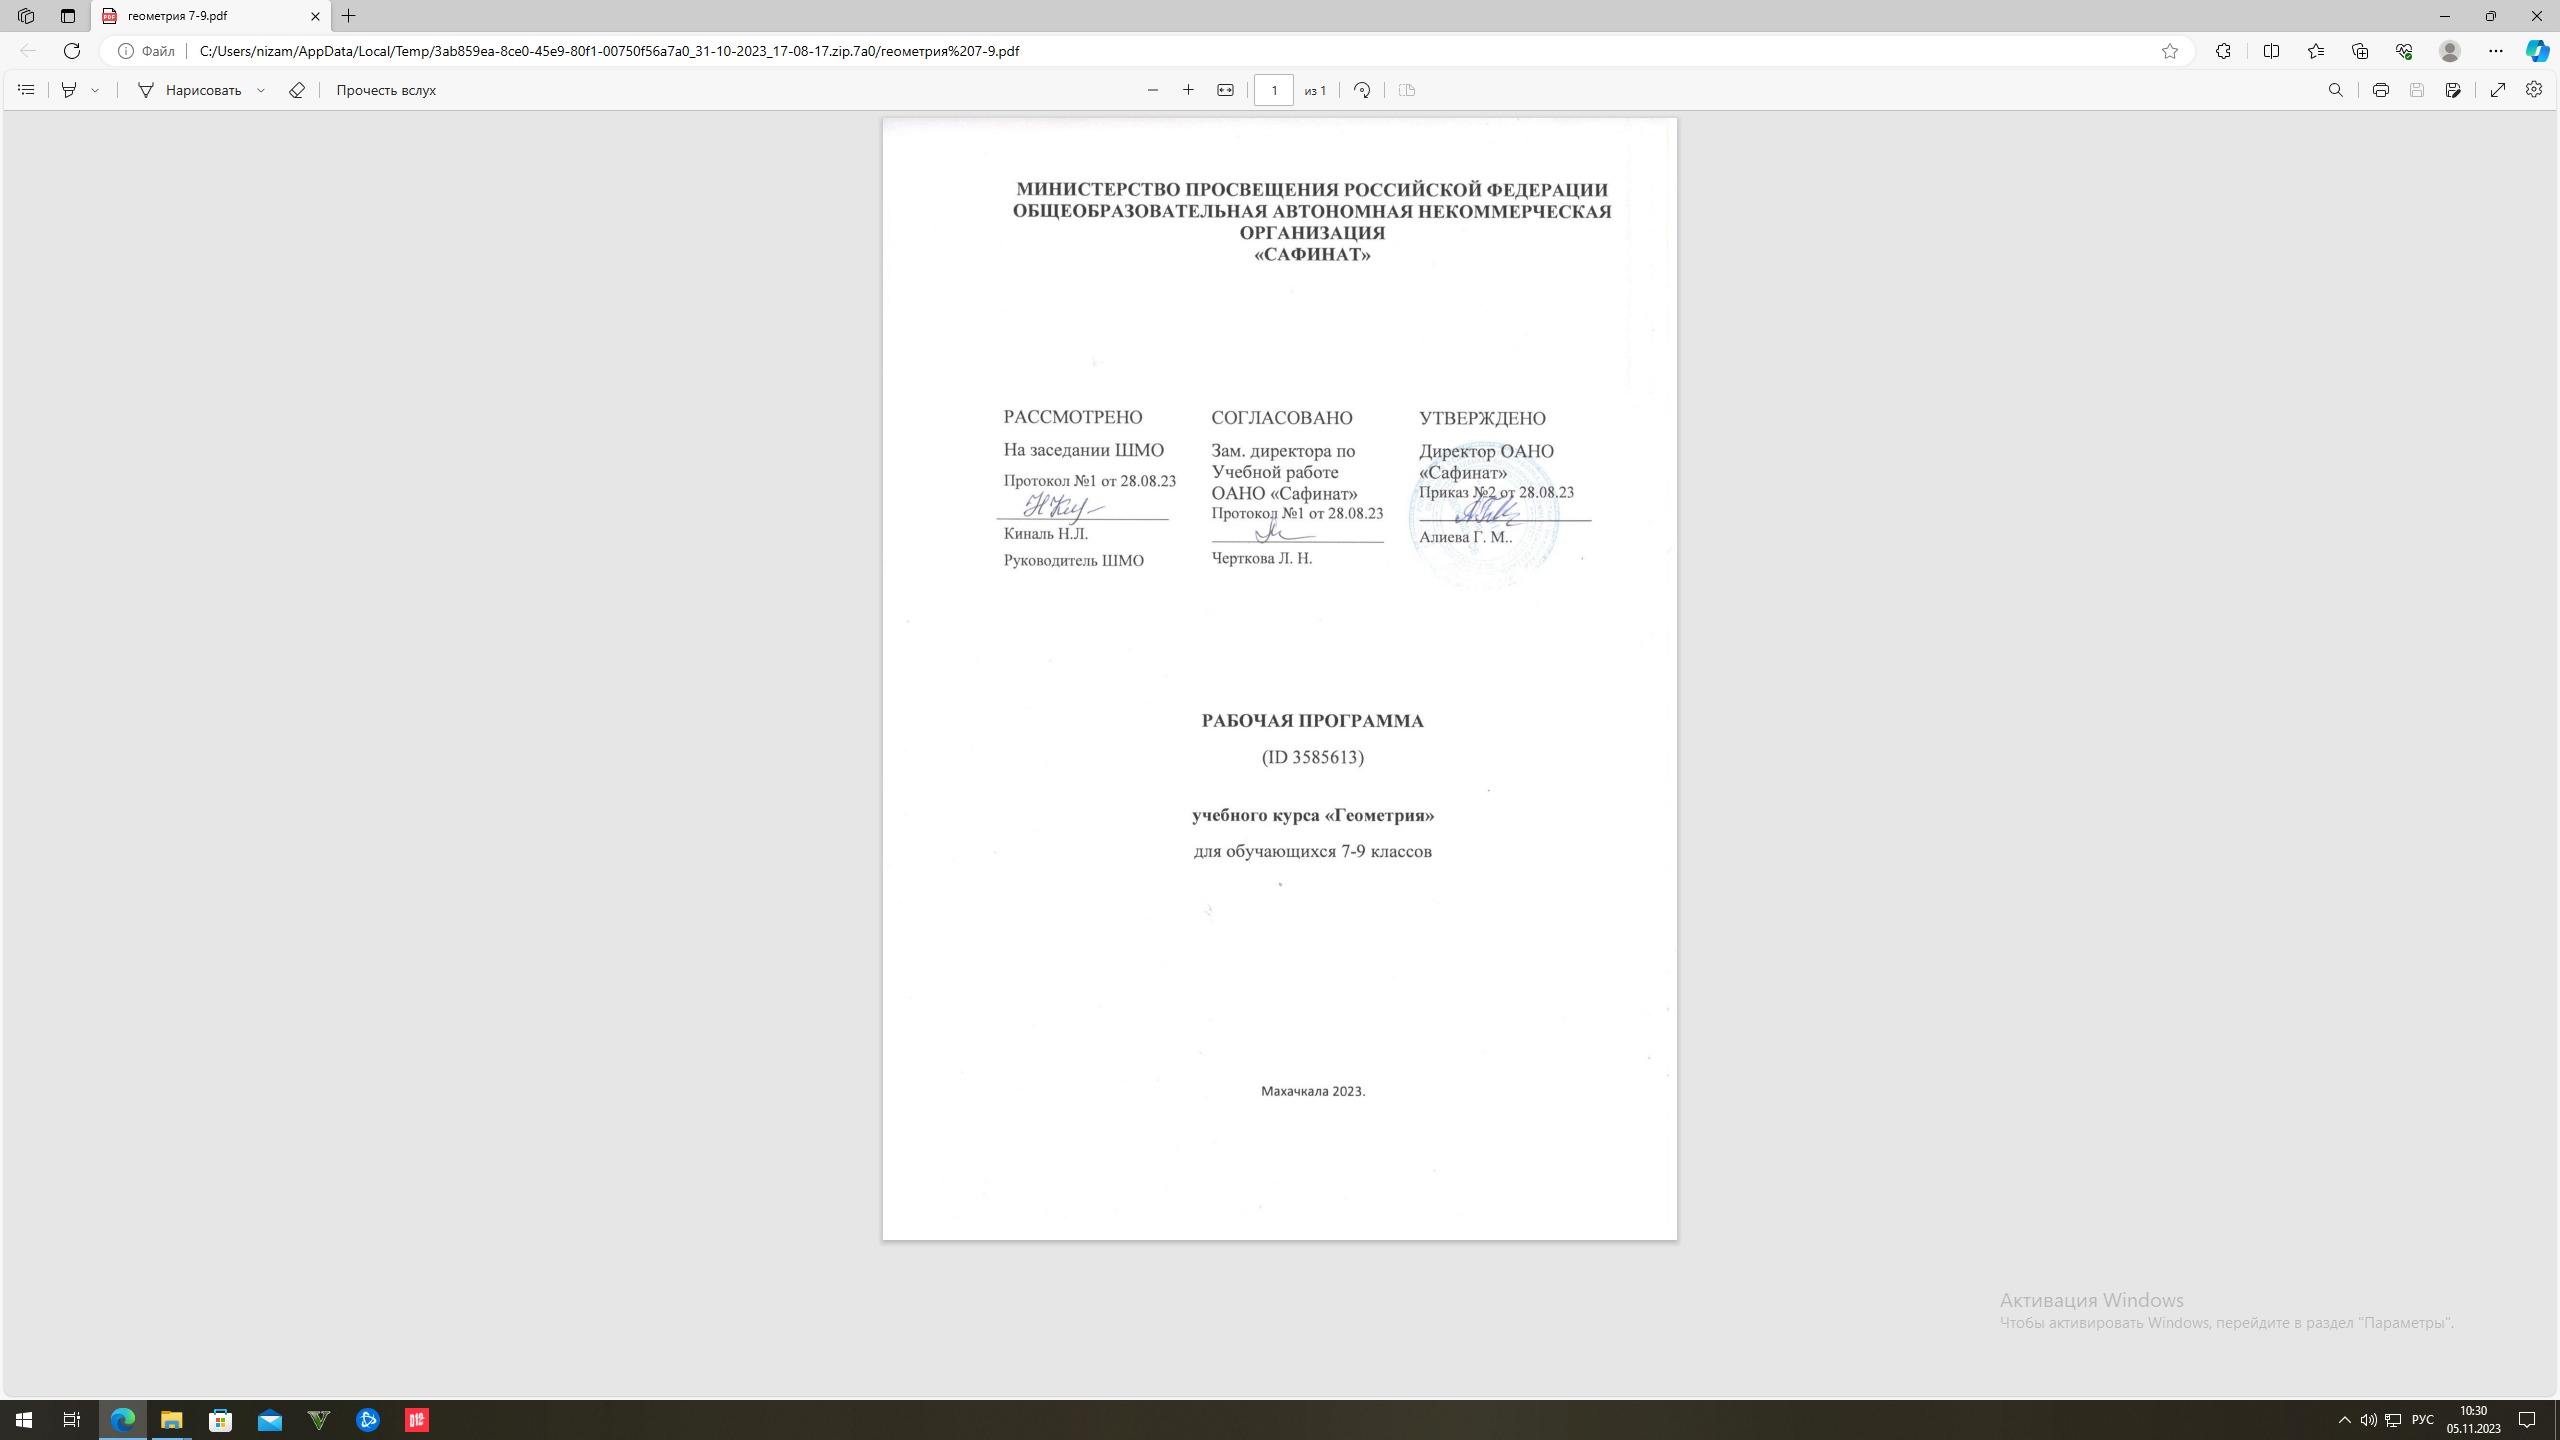 геометрия 7-9.pdf
Файл
C:/Users/nizam/AppData/Local/Temp/3ab859ea-8ce0-45e9-80f1-00750f56a7a0_31-10-2023_17-08-17.zip.7a0/геометрия%207-9.pdf
Нарисовать
Прочесть вслух
1
из 1
МИНИСТЕРСТВО ПРОСВЕЩЕНИЯ РОССИЙСКОЙ ФЕДЕРАЦИИ
ОБЩЕОБРАЗОВАТЕЛЬНАЯ АВТОНОМНАЯ НЕКОММЕРЧЕСКАЯ
ОРГАНИЗАЦИЯ
«САФИНАТ»
РАССМОТРЕНО
На заседании ШМО
Протокол №1 от 28.08.23
Киналь Н.Л.
Руководитель ШМО
СОГЛАСОВАНО
Зам. директора по
Учебной работе
ОАНО «Сафинат»
Протокол №1 от 28.08.23
Черткова Л. Н.
УТВЕРЖДЕНО
Директор ОАНО
«Сафинат»
Приказ №2 от 28.08.23
Алиева Г. М..
РАБОЧАЯ ПРОГРАММА
(ID 3585613)
учебного курса «Геометрия»
для обучающихся 7-9 классов
Махачкала 2023.
Активация Windows
Чтобы активировать Windows, перейдите в раздел "Параметры".
РУС
10:30
05.11.2023